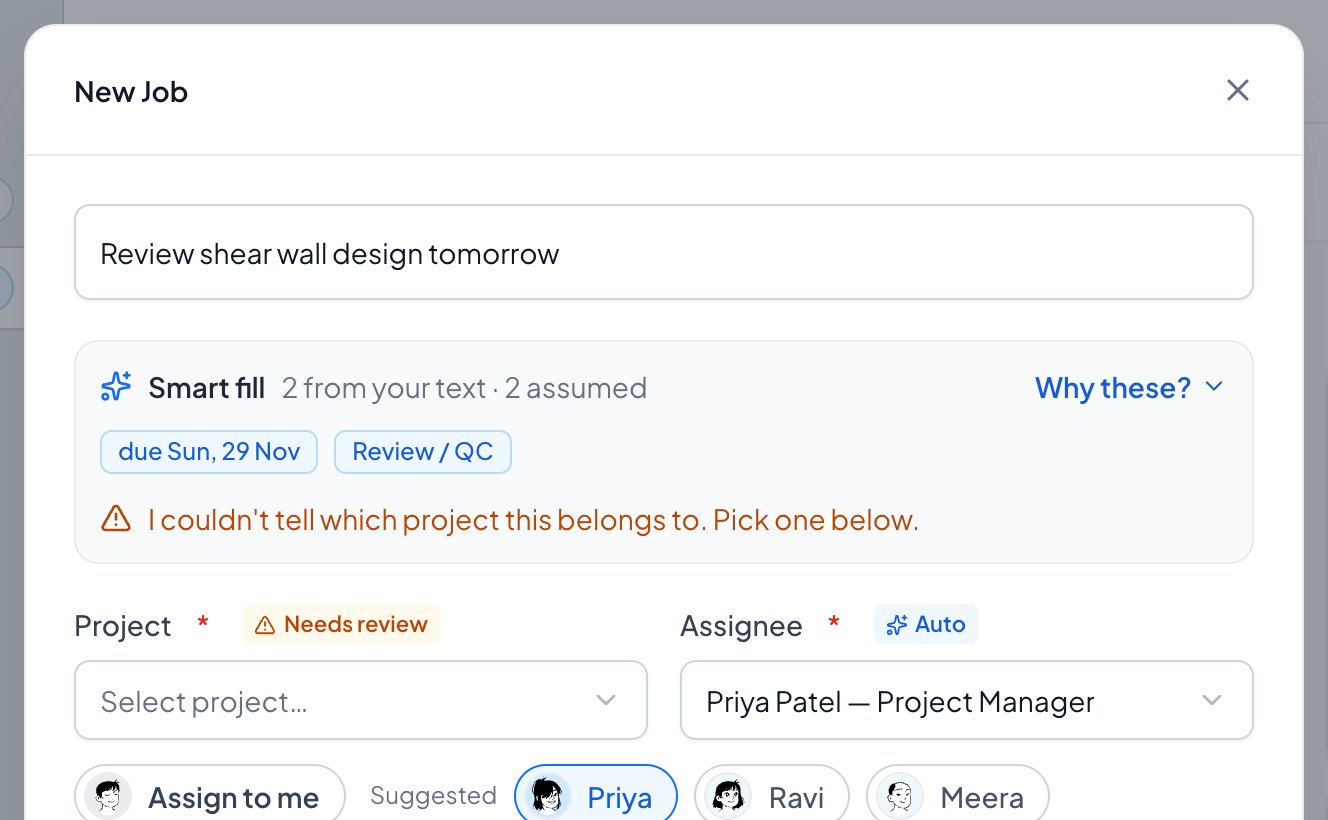 New Job
Review shear wall design tomorrow
Smart fill 2 from your text · 2 assumed Why these?
due Sun, 29 Nov Review / QC
I couldn't tell which project this belongs to. Pick one below.
Project * Needs review Assignee * Auto
Select project... Priya Patel — Project Manager
Assign to me Suggested Priya Ravi Meera